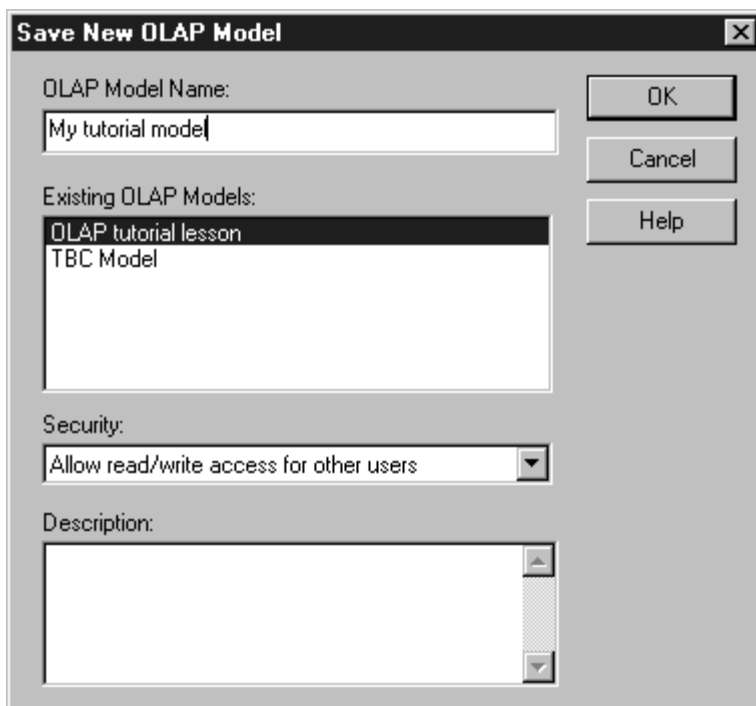 Save New OLAP Model
OLAP Model Name:
My tutorial model
Existing OLAP Models:
OLAP tutorial lesson
TBC Model
Security:
Allow read/write access for other users
Description:
OK
Cancel
Help